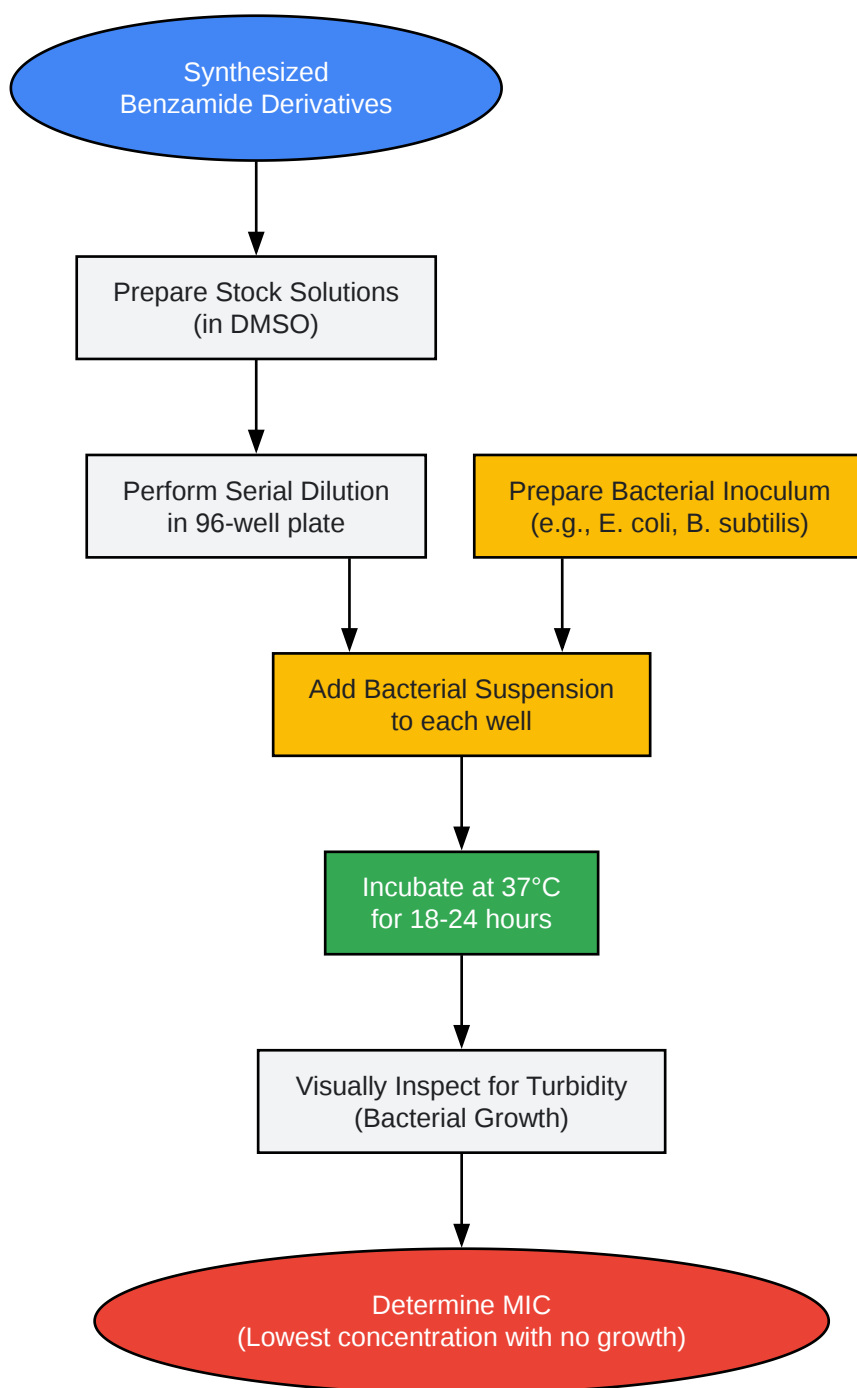 Synthesized
Benzamide Derivatives
Prepare Stock Solutions
(in DMSO)
Perform Serial Dilution
in 96-well plate
Prepare Bacterial Inoculum
(e.g., E. coli, B. subtilis)
Add Bacterial Suspension
to each well
Incubate at 37°C
for 18-24 hours
Visually Inspect for Turbidity
(Bacterial Growth)
Determine MIC
(Lowest concentration with no growth)